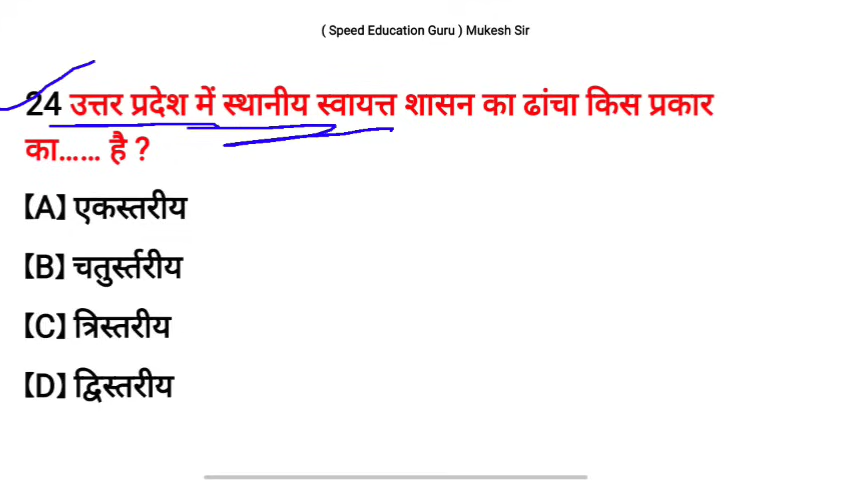 ( Speed Education Guru ) Mukesh Sir
24 उत्तर प्रदेश में स्थानीय स्वायत्त शासन का ढांचा किस प्रकार
का...... है ?
【A】 एकस्तरीय
【B】 चतुर्स्तरीय
【C】 त्रिस्तरीय
【D】 द्विस्तरीय